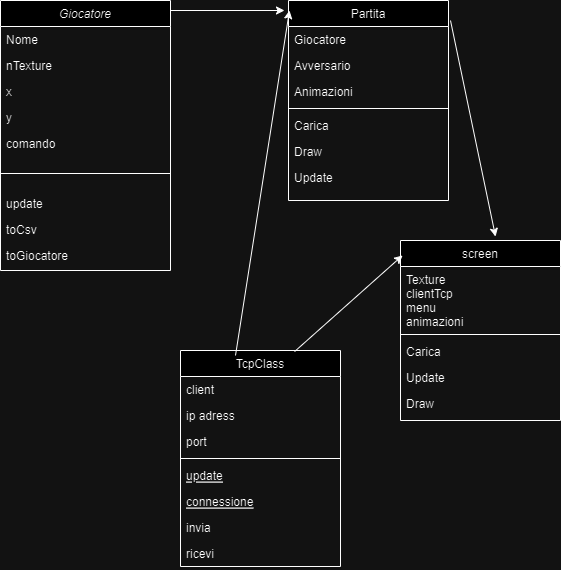 Giocatore
Nome
nTexture
x
y
comando
update
toCsv
toGiocatore
Partita
Giocatore
Avversario
Animazioni
Carica
Draw
Update
screen
Texture
clientTcp
menu
animazioni
Carica
Update
Draw
TcpClass
client
ip adress
port
update
connessione
invia
ricevi